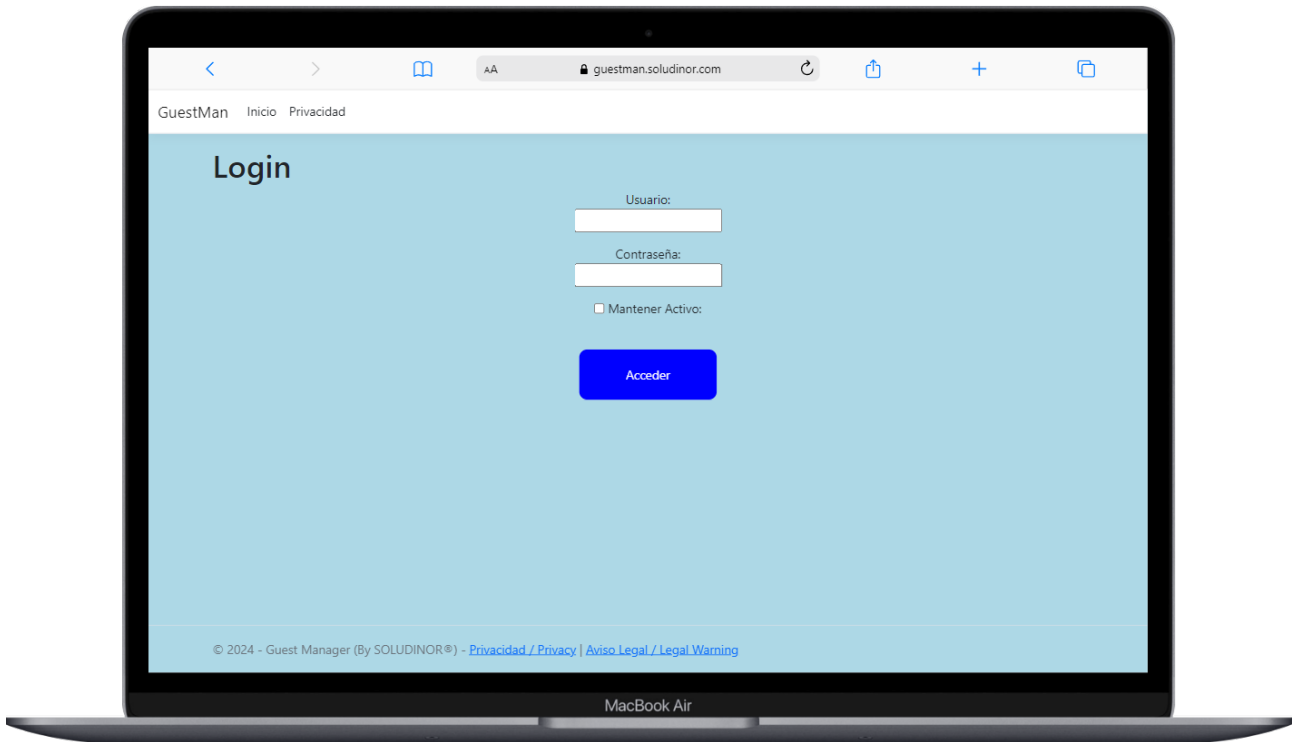 AA guestman.soludinor.com
GuestMan Inicio Privacidad
Login
Usuario:
Contraseña:
Mantener Activo:
Acceder
© 2024 - Guest Manager (By SOLUDINOR®) - Privacidad / Privacy | Aviso Legal / Legal Warning
MacBook Air